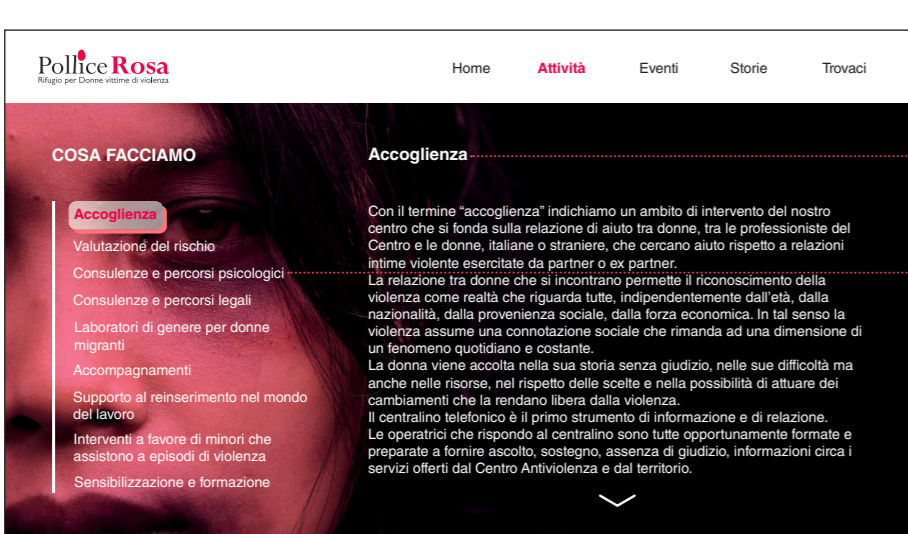 Pollice Rosa
Rifugio per Donne vittime di violenza
Home
Attività
Eventi
Storie
Trovaci
COSA FACCIAMO
Accoglienza
Valutazione del rischio
Consulenze e percorsi psicologici
Consulenze e percorsi legali
Laboratori di genere per donne
migranti
Accompagnamenti
Supporto al reinserimento nel mondo
del lavoro
Interventi a favore di minori che
assistono a episodi di violenza
Sensibilizzazione e formazione
Accoglienza
Con il termine “accoglienza” indichiamo un ambito di intervento del nostro
centro che si fonda sulla relazione di aiuto tra donne, tra le professioniste del
Centro e le donne, italiane o straniere, che cercano aiuto rispetto a relazioni
intime violente esercitate da partner o ex partner.
La relazione tra donne che si incontrano permette il riconoscimento della
violenza come realtà che riguarda tutte, indipendentemente dall’età, dalla
nazionalità, dalla provenienza sociale, dalla forza economica. In tal senso la
violenza assume una connotazione sociale che rimanda ad una dimensione di
un fenomeno quotidiano e costante.
La donna viene accolta nella sua storia senza giudizio, nelle sue difficoltà ma
anche nelle risorse, nel rispetto delle scelte e nella possibilità di attuare dei
cambiamenti che la rendano libera dalla violenza.
Il centralino telefonico è il primo strumento di informazione e di relazione.
Le operatrici che rispondo al centralino sono tutte opportunamente formate e
preparate a fornire ascolto, sostegno, assenza di giudizio, informazioni circa i
servizi offerti dal Centro Antiviolenza e dal territorio.